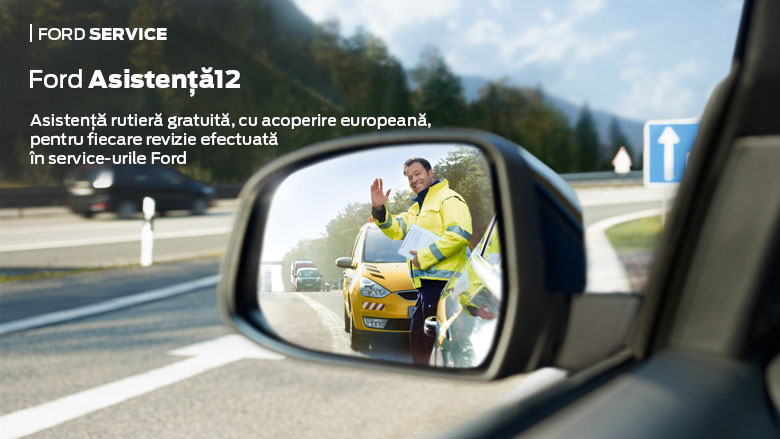 | FORD SERVICE
Ford Asistență12
Asistență rutieră gratuită, cu acoperire europeană,
pentru fiecare revizie efectuată
în service-urile Ford